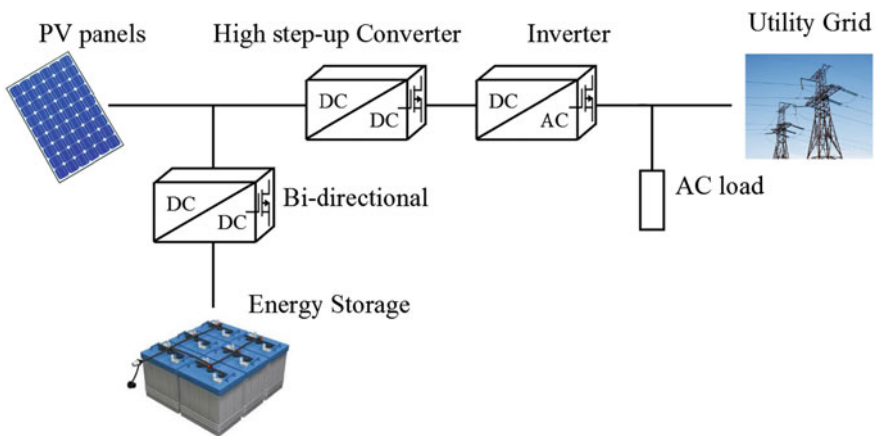 PV panels
High step-up Converter
Inverter
Utility Grid
DC
DC
DC
AC
DC
DC
Bi-directional
AC load
Energy Storage